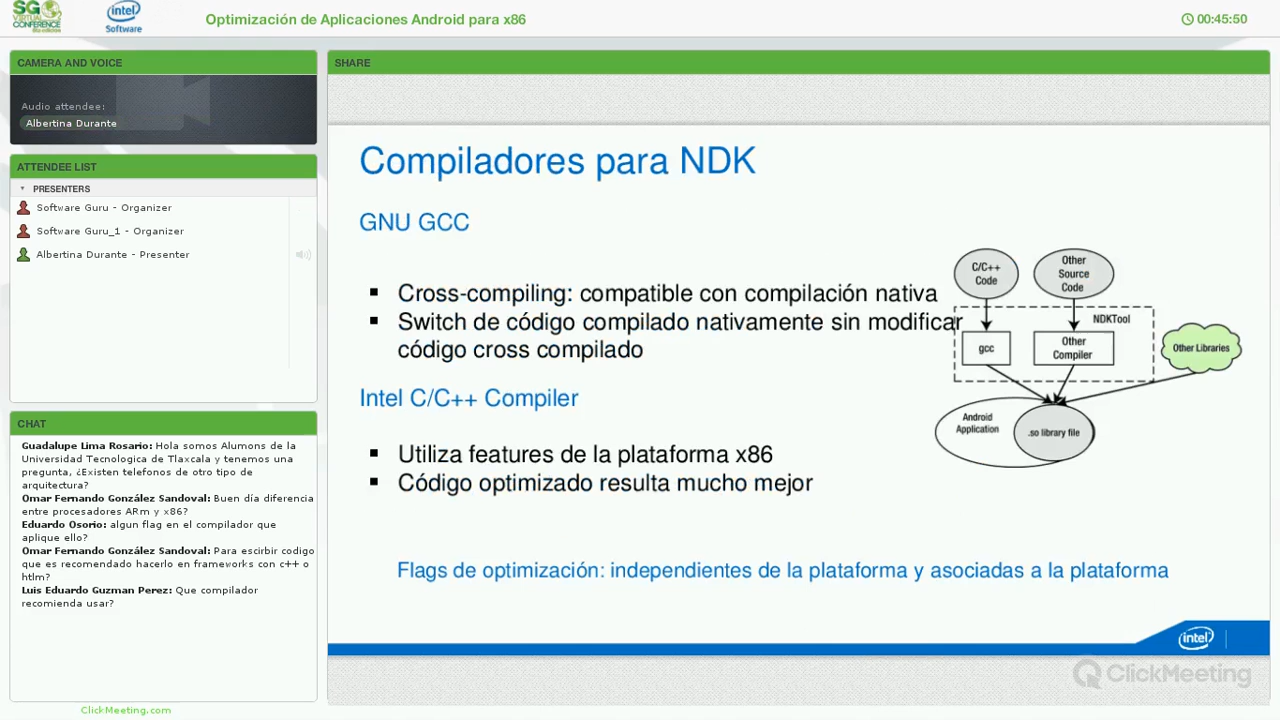 SG
VIRTUAL
CONFERENCE
intel
Software
Optimización de Aplicaciones Android para x86
00:45:50
CAMERA AND VOICE
Audio attendee:
Albertina Durante
ATTENDEE LIST
PRESENTERS
Software Guru - Organizer
Software Guru_1 - Organizer
Albertina Durante - Presenter
CHAT
Guadalupe Lima Rosario: Hola somos Alumons de la
Universidad Tecnologica de Tlaxcala y tenemos una
pregunta, ¿Existen telefonos de otro tipo de
arquitectura?
Omar Fernando González Sandoval: Buen día diferencia
entre procesadores ARm y x86?
Eduardo Osorio: algun flag en el compilador que
aplique ello?
Omar Fernando González Sandoval: Para escirbir codigo
que es recomendado hacerlo en frameworks con c++ o
htlm?
Luis Eduardo Guzman Perez: Que compilador
recomienda usar?
ClickMeeting.com
SHARE
Compiladores para NDK
GNU GCC
Cross-compiling: compatible con compilación nativa
Switch de código compilado nativamente sin modificar
código cross compilado
Intel C/C++ Compiler
Utiliza features de la plataforma x86
Código optimizado resulta mucho mejor
Flags de optimización: independientes de la plataforma y asociadas a la plataforma
C/C++
Code
Other
Source
Code
NDKTool
gcc
Other
Compiler
Other Libraries
Android
Application
.so library file
intel
ClickMeeting